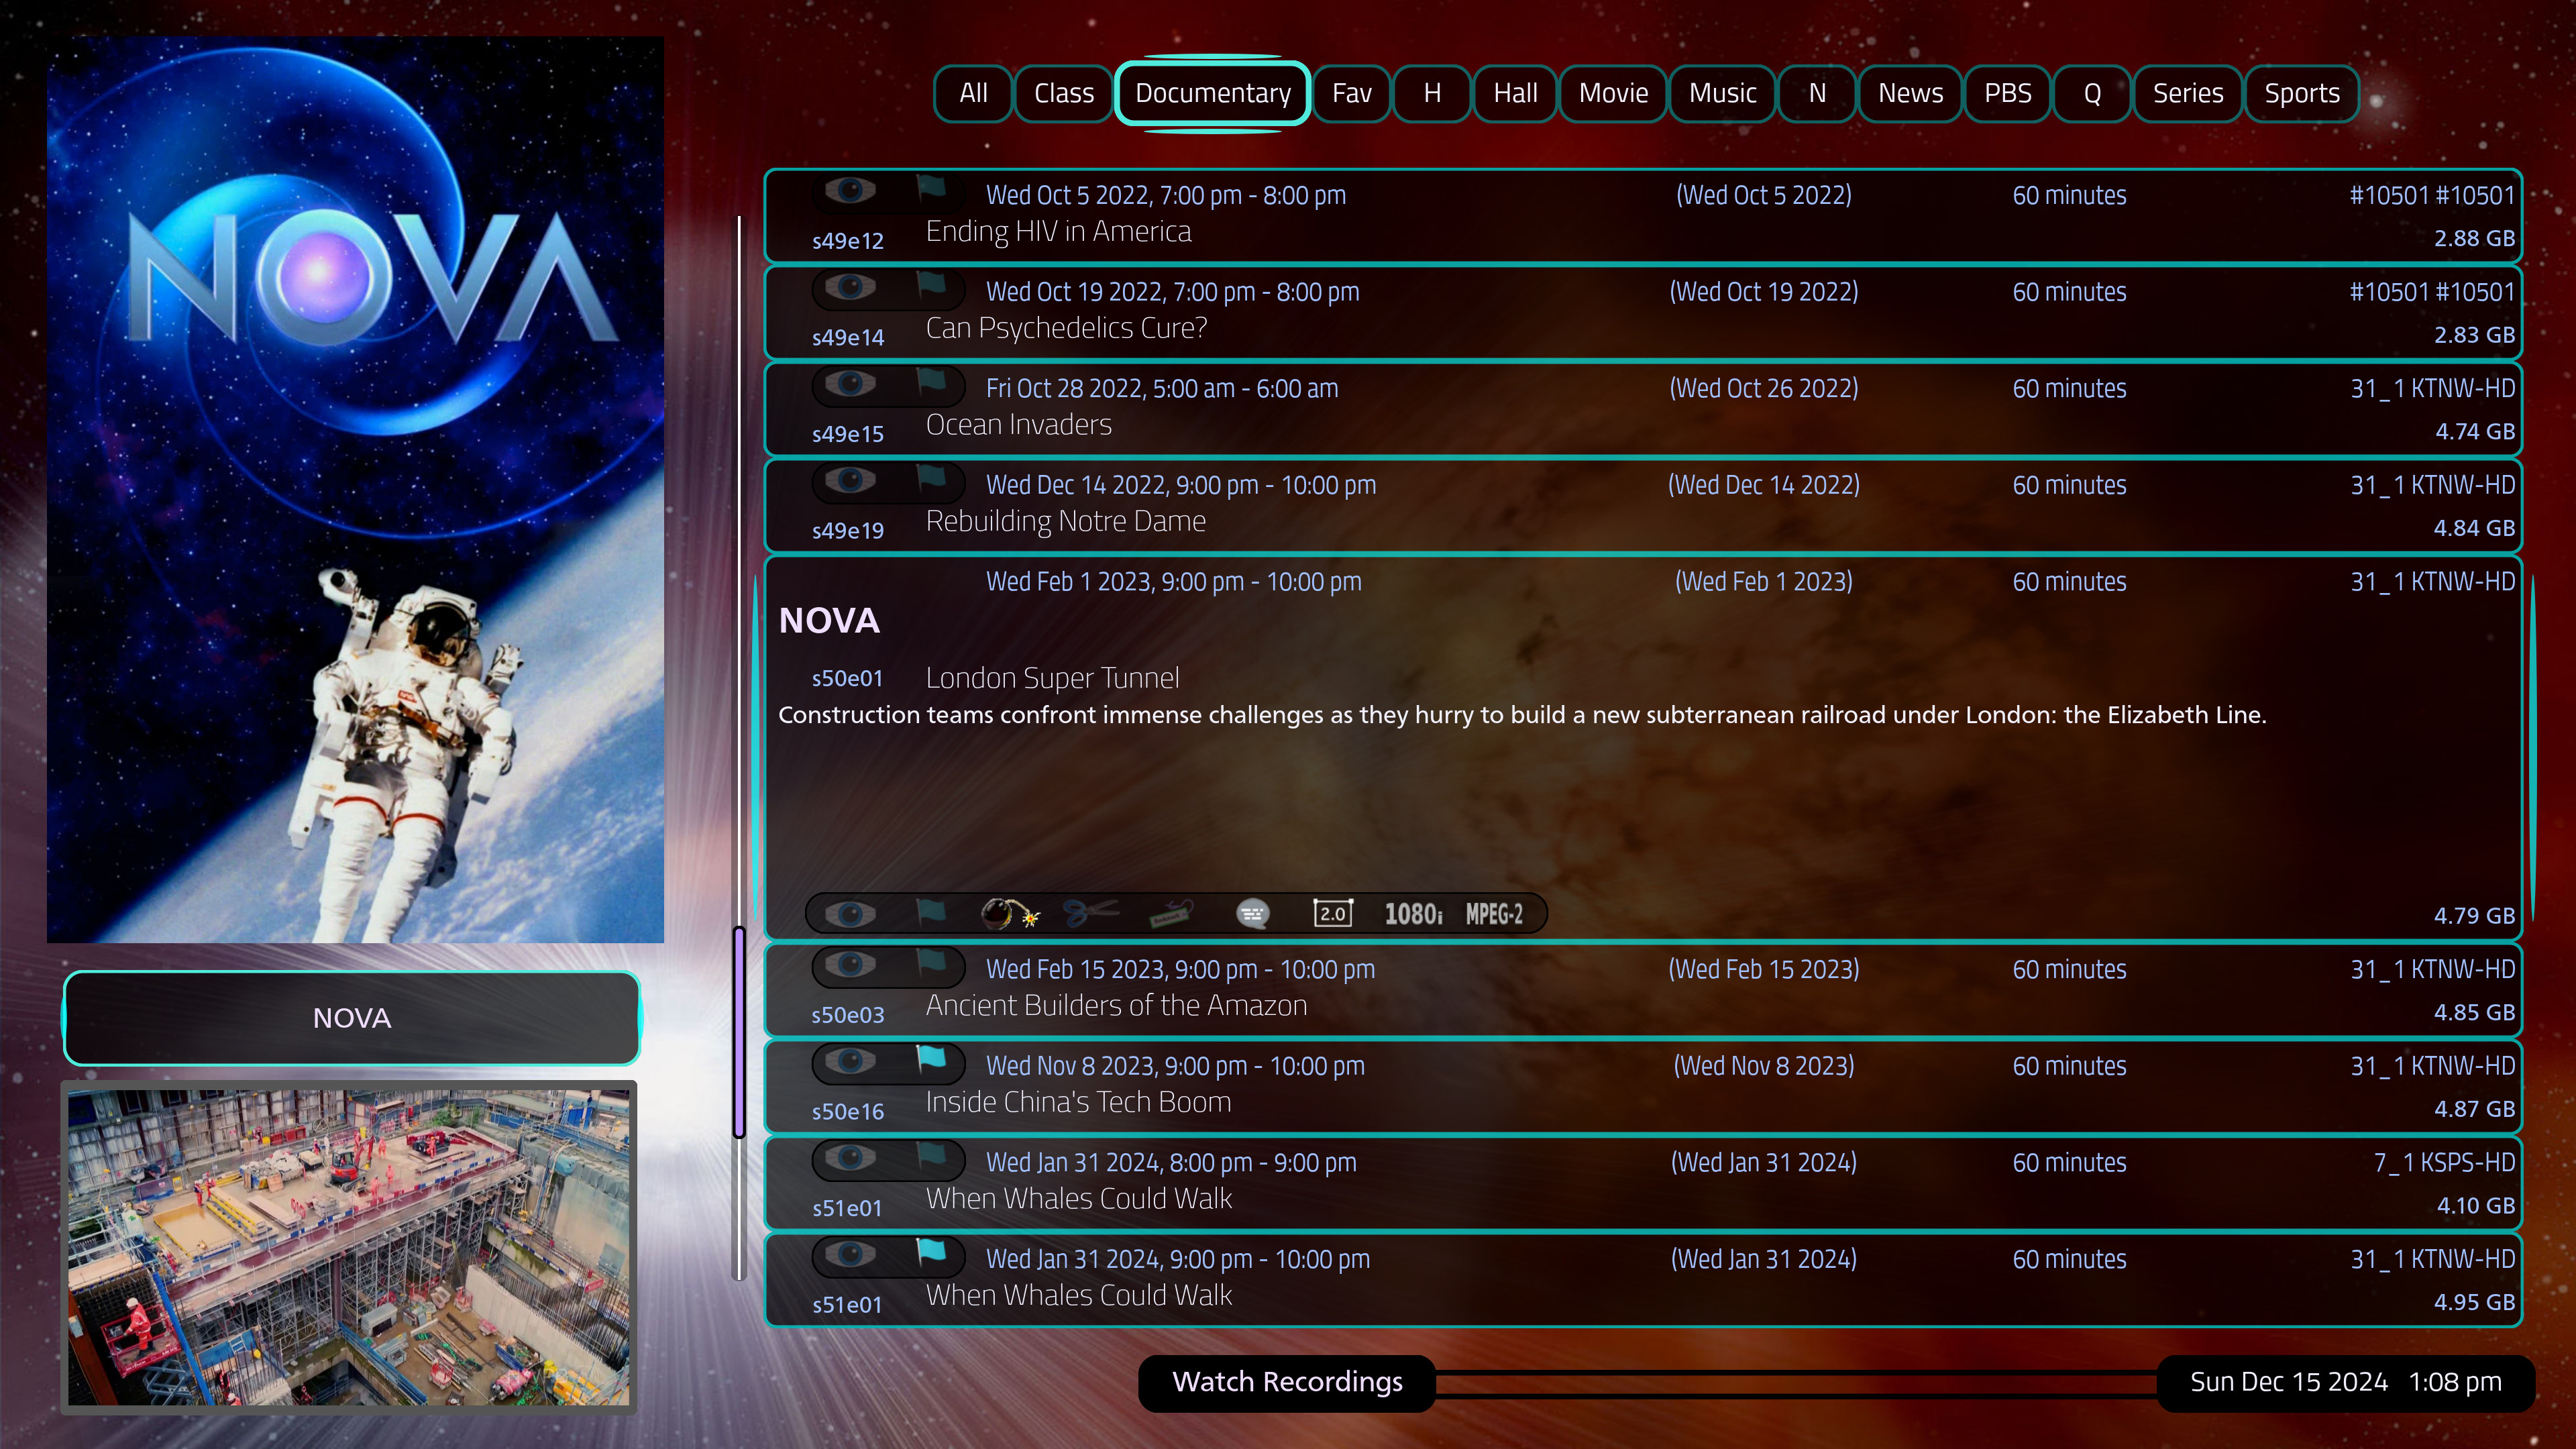 NOVA
All Class Documentary Fav H Hall Movie Music N News PBS Q Series Sports
Wed Oct 5 2022, 7:00 pm - 8:00 pm (Wed Oct 5 2022) 60 minutes #10501 #10501
s49e12 Ending HIV in America 2.88 GB
Wed Oct 19 2022, 7:00 pm - 8:00 pm (Wed Oct 19 2022) 60 minutes #10501 #10501
s49e14 Can Psychedelics Cure? 2.83 GB
Fri Oct 28 2022, 5:00 am - 6:00 am (Wed Oct 26 2022) 60 minutes 31_1 KTNW-HD
s49e15 Ocean Invaders 4.74 GB
Wed Dec 14 2022, 9:00 pm - 10:00 pm (Wed Dec 14 2022) 60 minutes 31_1 KTNW-HD
s49e19 Rebuilding Notre Dame 4.84 GB
Wed Feb 1 2023, 9:00 pm - 10:00 pm (Wed Feb 1 2023) 60 minutes 31_1 KTNW-HD
NOVA
s50e01 London Super Tunnel
Construction teams confront immense challenges as they hurry to build a new subterranean railroad under London: the Elizabeth Line.
2.0 1080i MPEG-2 4.79 GB
Wed Feb 15 2023, 9:00 pm - 10:00 pm (Wed Feb 15 2023) 60 minutes 31_1 KTNW-HD
s50e03 Ancient Builders of the Amazon 4.85 GB
Wed Nov 8 2023, 9:00 pm - 10:00 pm (Wed Nov 8 2023) 60 minutes 31_1 KTNW-HD
s50e16 Inside China's Tech Boom 4.87 GB
Wed Jan 31 2024, 8:00 pm - 9:00 pm (Wed Jan 31 2024) 60 minutes 7_1 KSPS-HD
s51e01 When Whales Could Walk 4.10 GB
Wed Jan 31 2024, 9:00 pm - 10:00 pm (Wed Jan 31 2024) 60 minutes 31_1 KTNW-HD
s51e01 When Whales Could Walk 4.95 GB
NOVA
Watch Recordings
Sun Dec 15 2024 1:08 pm